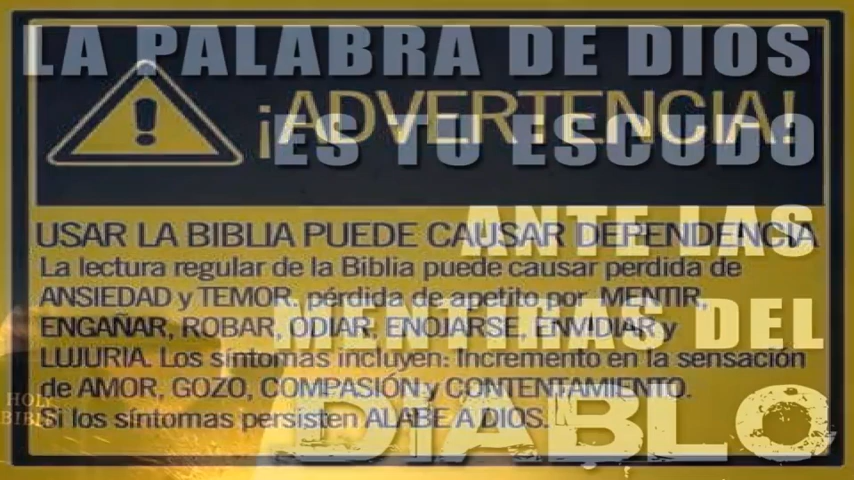 LA PALABRA DE DIOS
¡ADVERTENCIA!
ES TU ESCUDO
ANTE LAS
USAR LA BIBLIA PUEDE CAUSAR DEPENDENCIA
La lectura regular de la Biblia puede causar perdida de
ANSIEDAD y TEMOR, pérdida de apetito por MENTIR,
MENTIRAS DEL
ENGAÑAR, ROBAR, ODIAR, ENOJARSE, ENVIDIAR y
LUJURIA. Los síntomas incluyen: Incremento en la sensación
de AMOR, GOZO, COMPASIÓN y CONTENTAMIENTO.
DIABLO
Si los síntomas persisten ALABE A DIOS.
HOLY
BIBLE